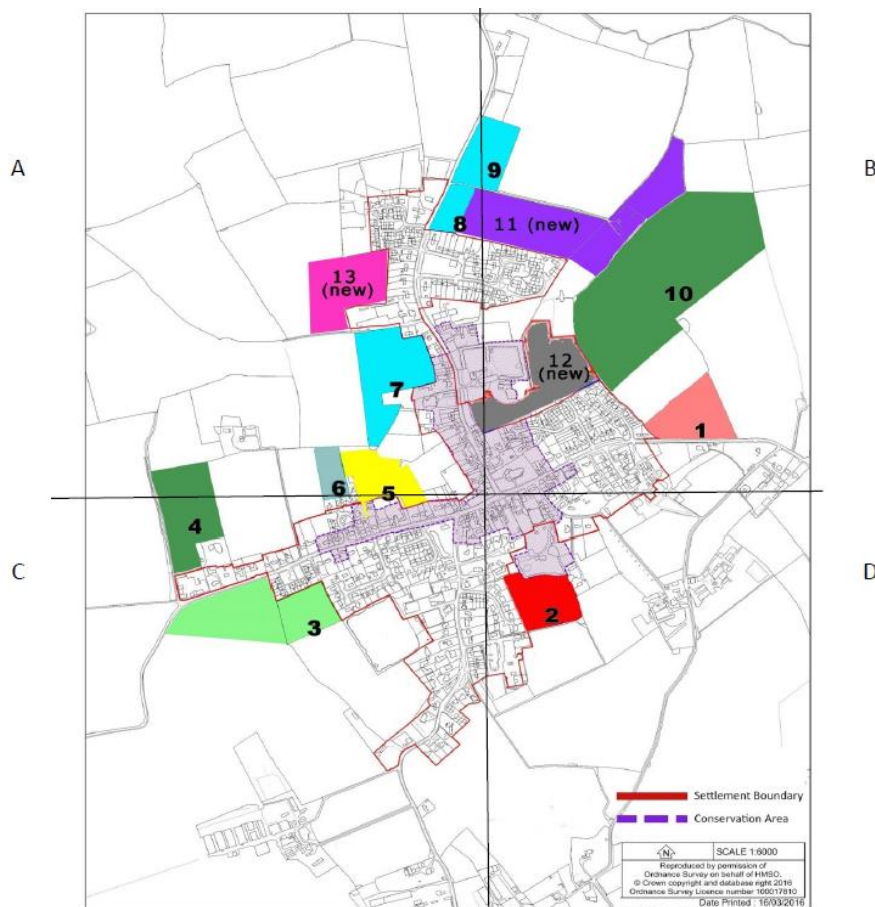 A
B
9
8
11 (new)
13
(new)
10
12
(new)
7
1
6
5
4
C
D
3
2
Settlement Boundary
Conservation Area
N
SCALE 1:6000
Reproduced by permission of
Ordnance Survey on behalf of HMSO.
© Crown copyright and database right 2016
Ordnance Survey Licence number 100017810
Date Printed : 16/03/2016